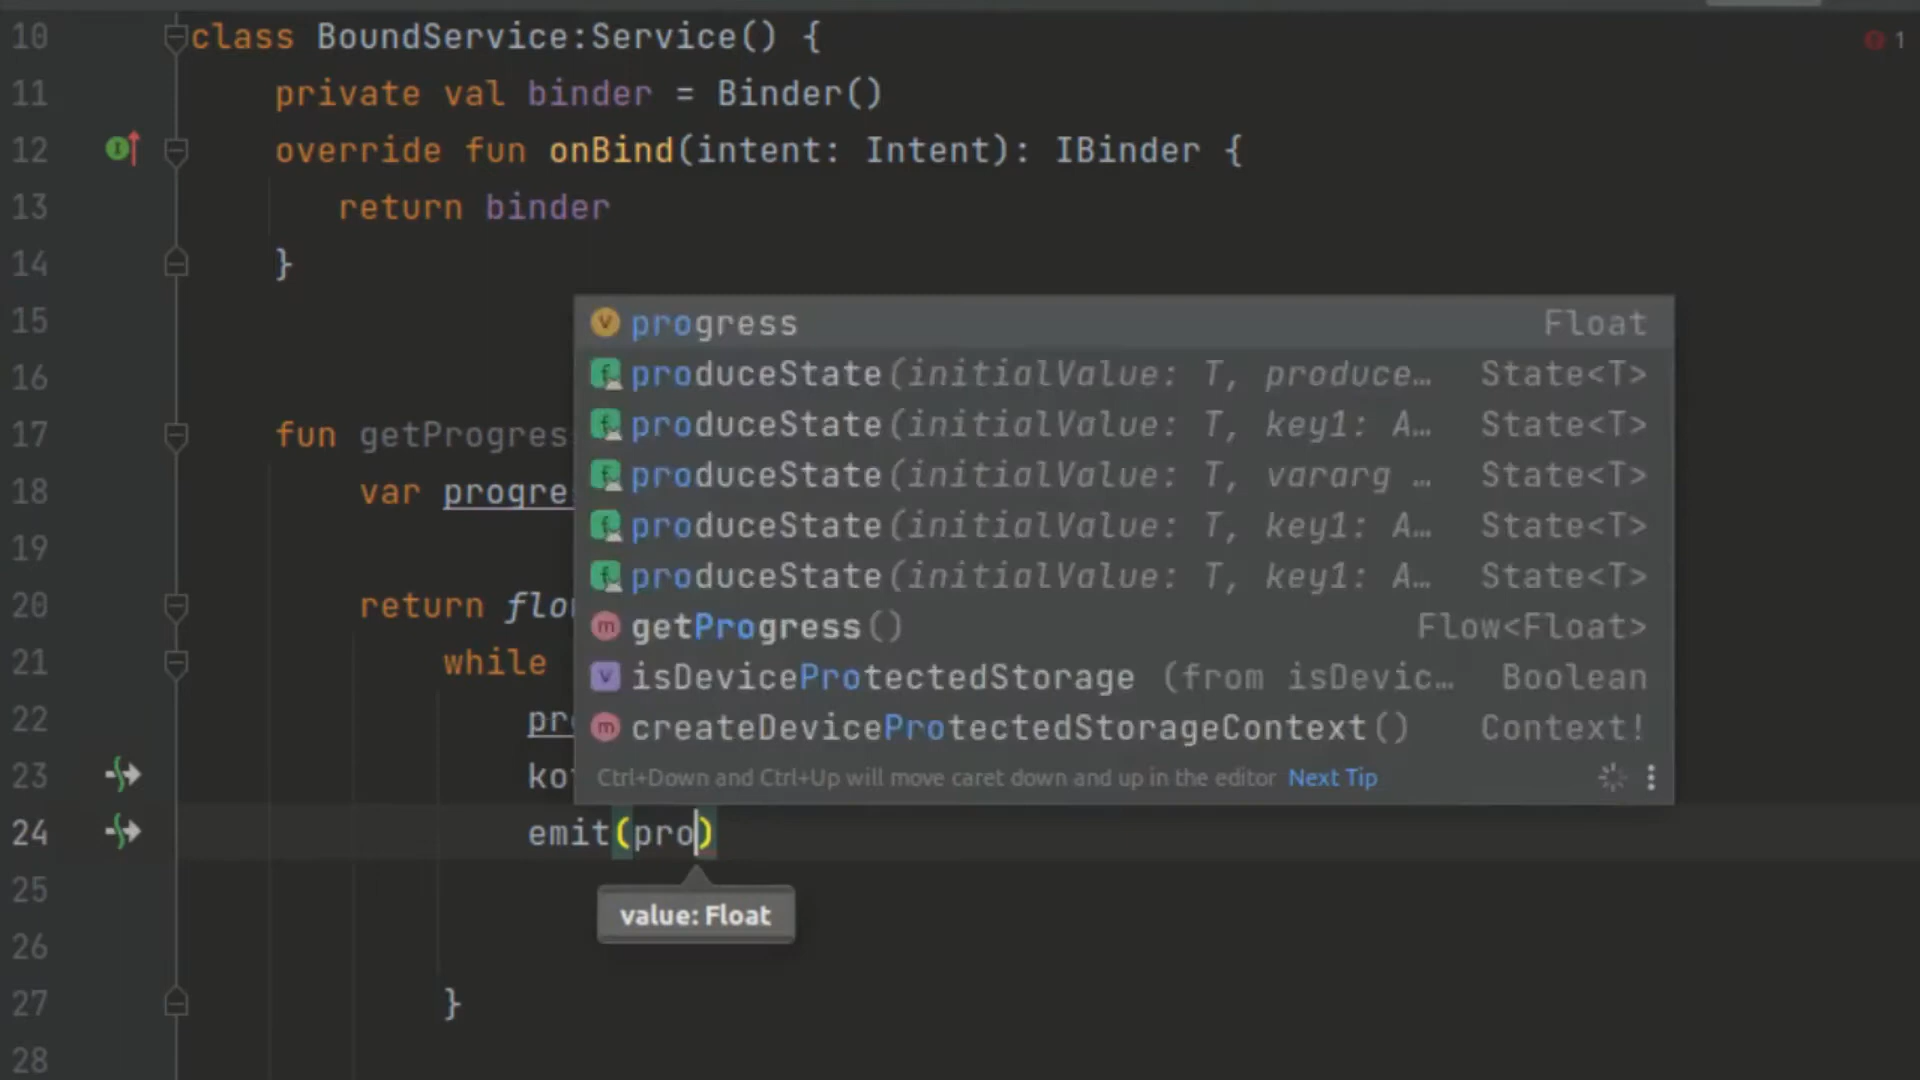 10 class BoundService:Service() {
1
11 private val binder = Binder()
12 override fun onBind(intent: Intent): IBinder {
13 return binder
14 }
15
16
17 fun getProgres
18 var progre
19
20 return flo
21 while
22 pr
23 ko
24 emit(pro)
25
26
27 }
28
progress Float
produceState(initialValue: T, produce… State<T>
produceState(initialValue: T, key1: A… State<T>
produceState(initialValue: T, vararg … State<T>
produceState(initialValue: T, key1: A… State<T>
produceState(initialValue: T, key1: A… State<T>
getProgress() Flow<Float>
isDeviceProtectedStorage (from isDevic… Boolean
createDeviceProtectedStorageContext() Context!
Ctrl+Down and Ctrl+Up will move caret down and up in the editor Next Tip
value: Float